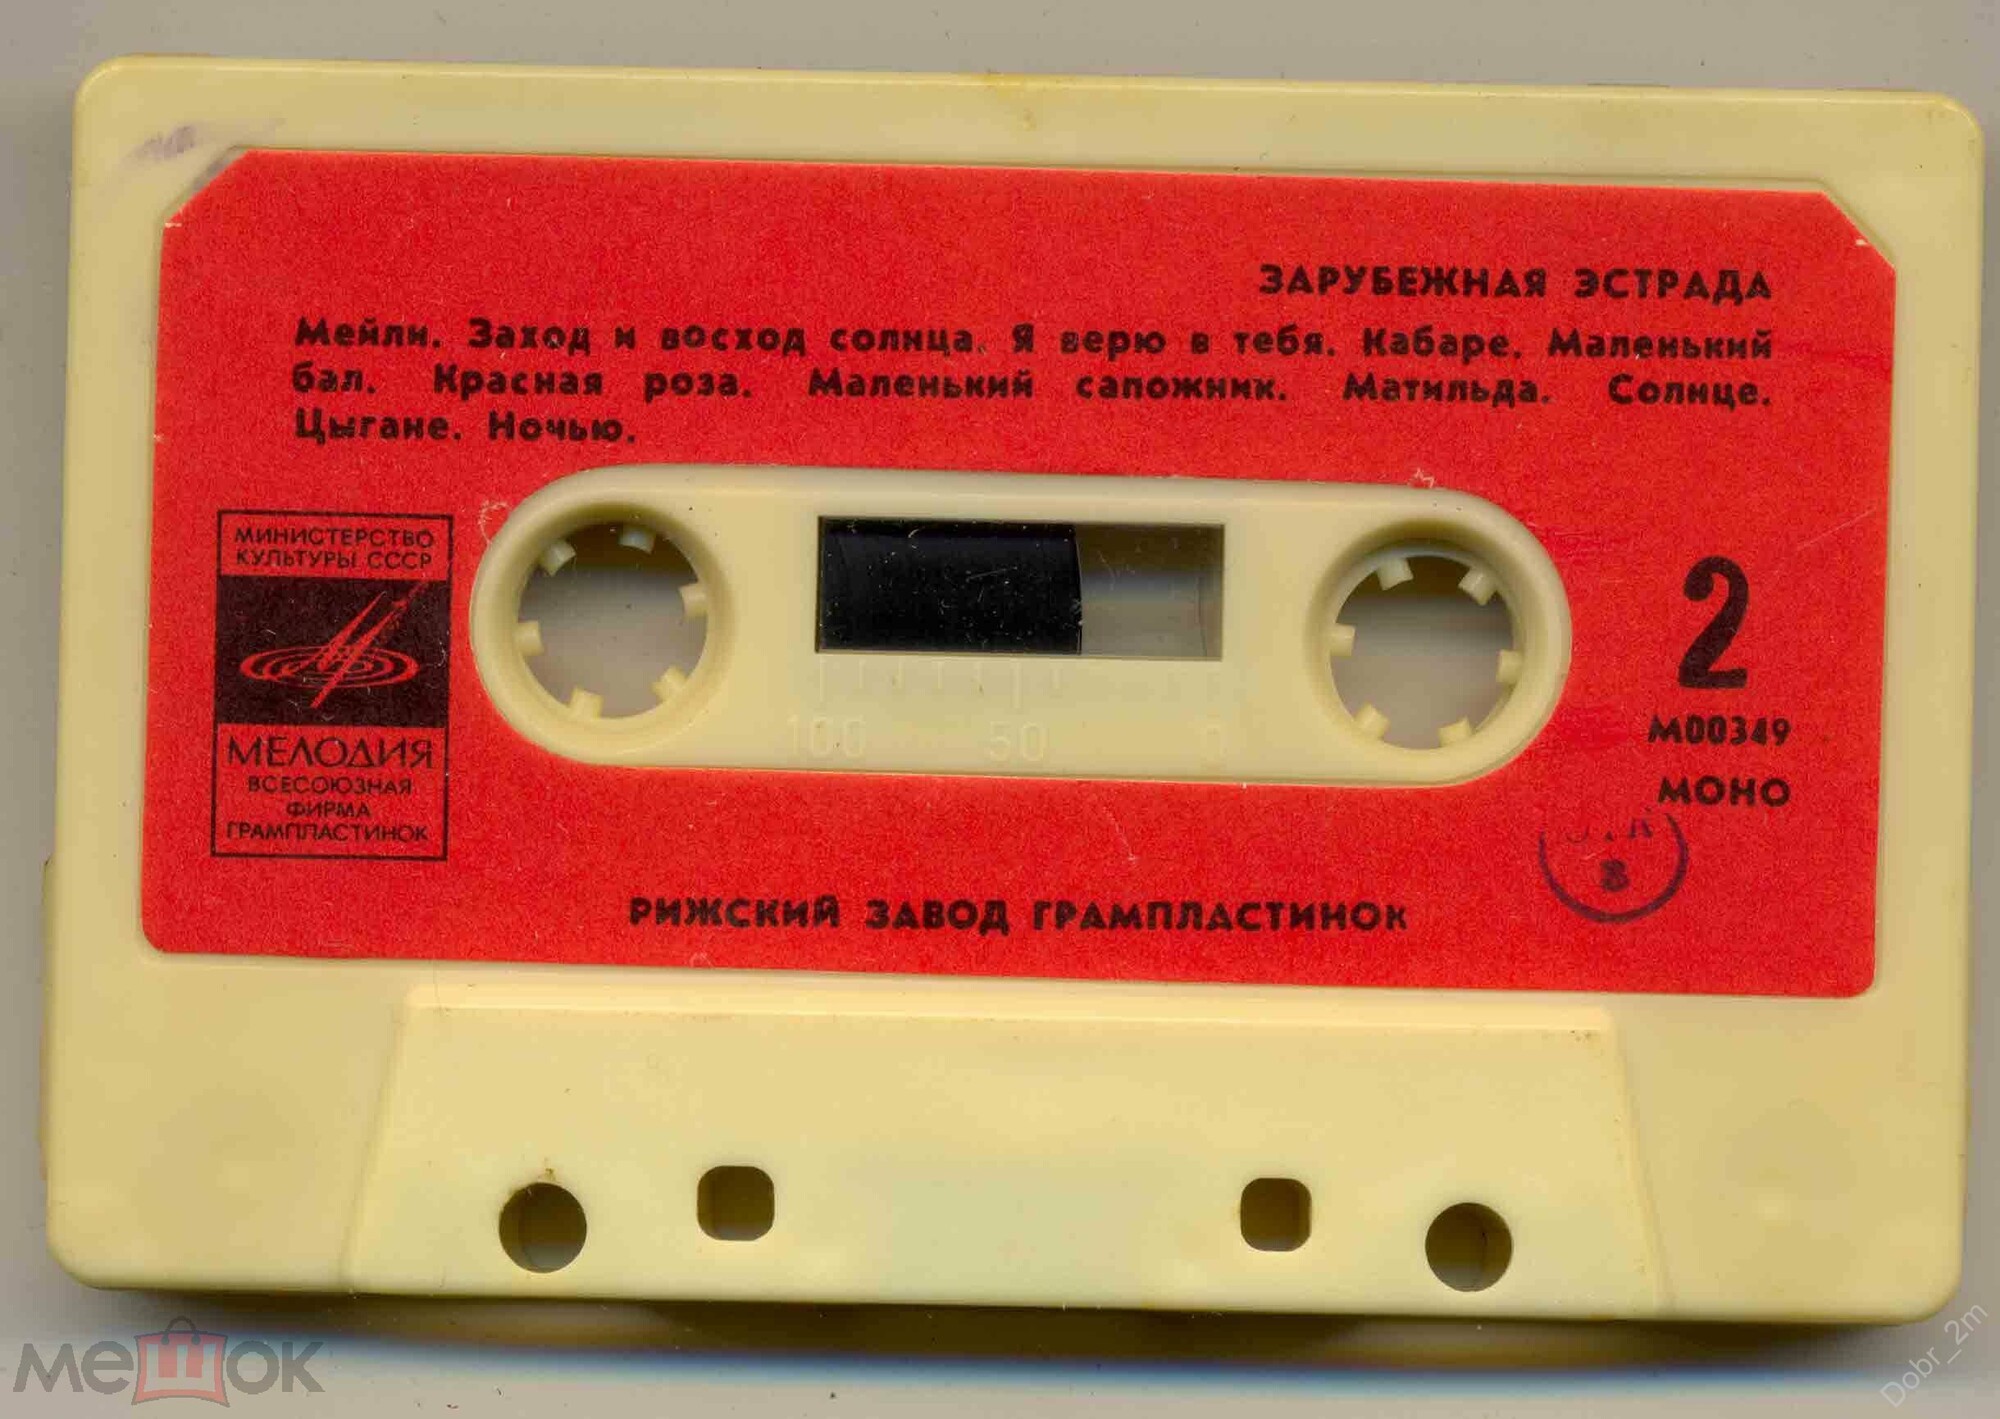 ЗАРУБЕЖНАЯ ЭСТРАДА
Мейли. Заход и восход солнца. Я верю в тебя. Кабаре. Маленький
бал. Красная роза. Маленький сапожник. Матильда. Солнце.
Цыгане. Ночью.
МИНИСТЕРСТВО
КУЛЬТУРЫ СССР
МЕЛОДИЯ
ВСЕСОЮЗНАЯ
ФИРМА
ГРАМПЛАСТИНОК
100 50 0
2
М00349
МОНО
8
РИЖСКИЙ ЗАВОД ГРАМПЛАСТИНОК
мешок
Dobr_2m